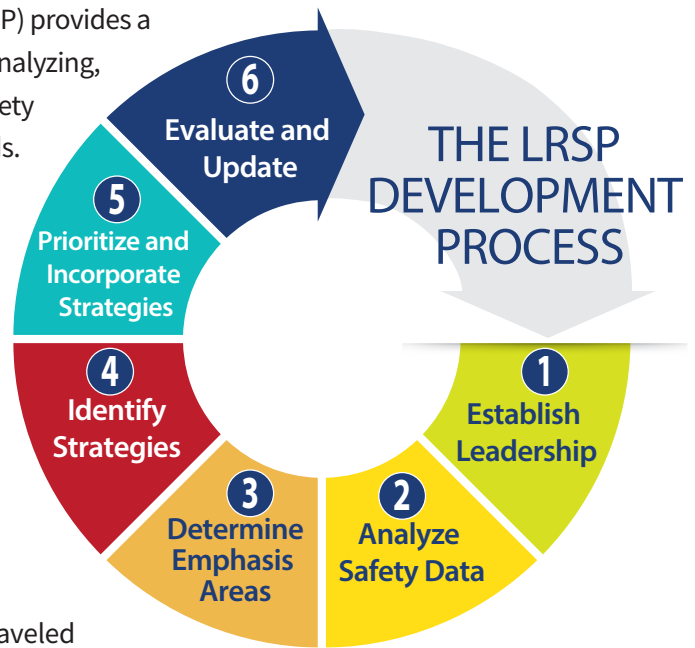 P) provides a
nalyzing,
ety
s.
THE LRSP
DEVELOPMENT
PROCESS
1
Establish
Leadership
2
Analyze
Safety Data
3
Determine
Emphasis
Areas
4
Identify
Strategies
5
Prioritize and
Incorporate
Strategies
6
Evaluate and
Update
aveled